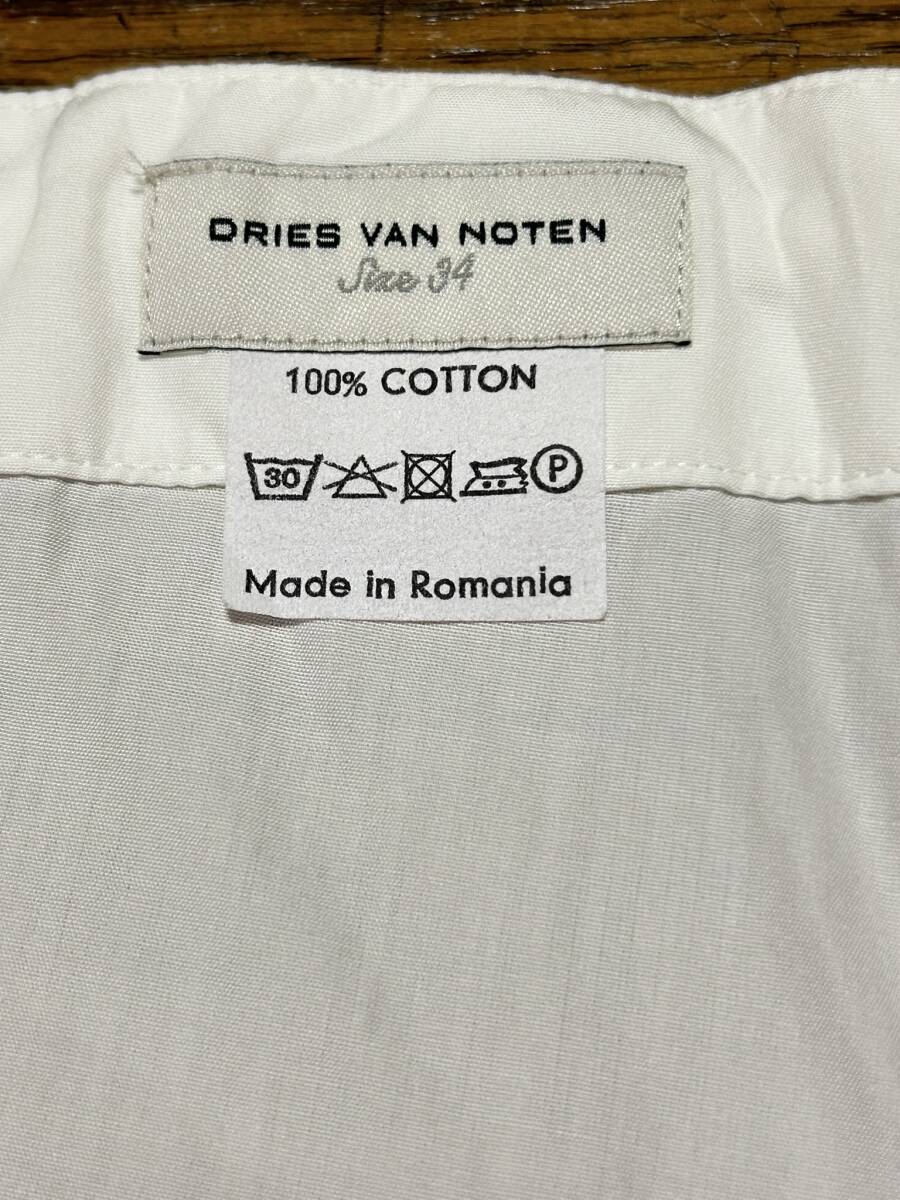 DRIES VAN NOTEN
Size 34
100% COTTON
30 P
Made in Romania